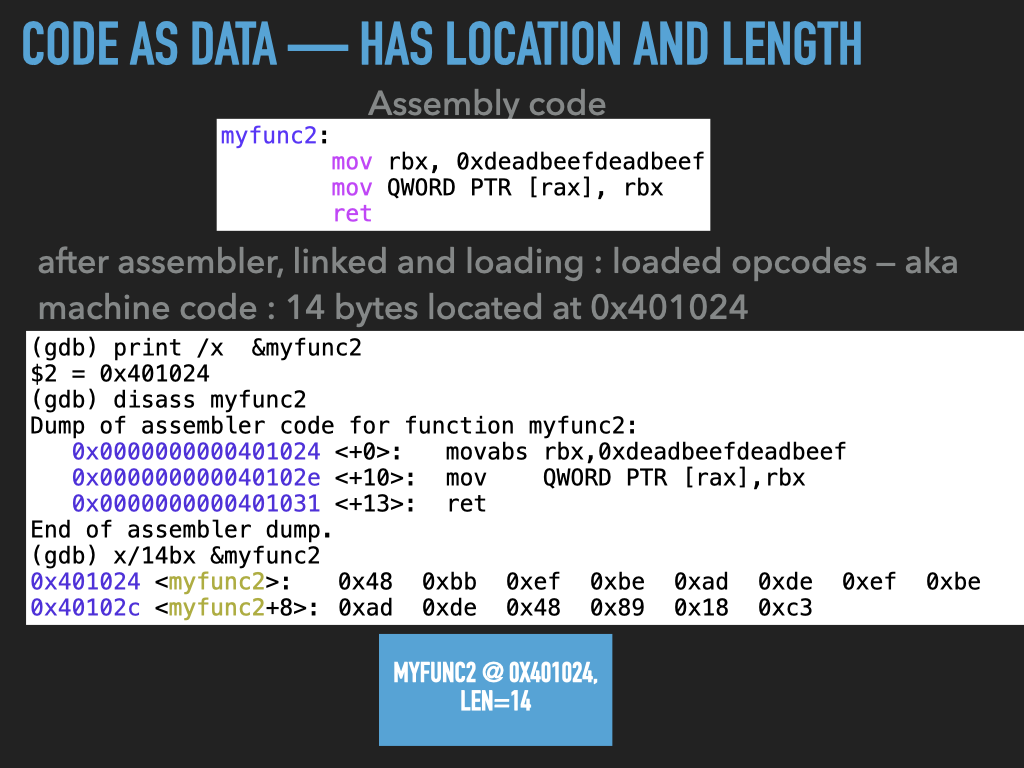 CODE AS DATA — HAS LOCATION AND LENGTH
Assembly code
myfunc2:
mov rbx, 0xdeadbeefdeadbeef
mov QWORD PTR [rax], rbx
ret
after assembler, linked and loading : loaded opcodes – aka
machine code : 14 bytes located at 0x401024
(gdb) print /x  &myfunc2
$2 = 0x401024
(gdb) disass myfunc2
Dump of assembler code for function myfunc2:
   0x0000000000401024 <+0>:   movabs rbx,0xdeadbeefdeadbeef
   0x000000000040102e <+10>:  mov    QWORD PTR [rax],rbx
   0x0000000000401031 <+13>:  ret
End of assembler dump.
(gdb) x/14bx &myfunc2
0x401024 <myfunc2>:   0x48  0xbb  0xef  0xbe  0xad  0xde  0xef  0xbe
0x40102c <myfunc2+8>: 0xad  0xde  0x48  0x89  0x18  0xc3
MYFUNC2 @ 0X401024,
LEN=14